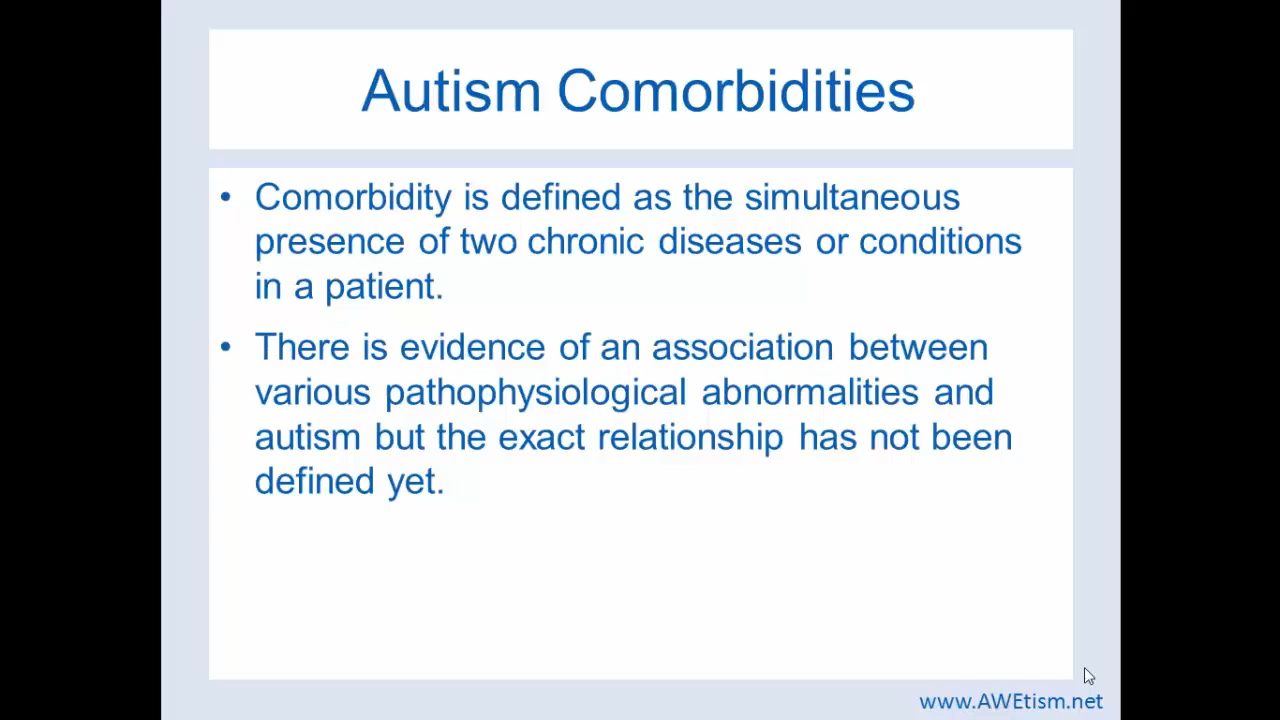 Autism Comorbidities
• Comorbidity is defined as the simultaneous
presence of two chronic diseases or conditions
in a patient.
• There is evidence of an association between
various pathophysiological abnormalities and
autism but the exact relationship has not been
defined yet.
www.AWEtism.net